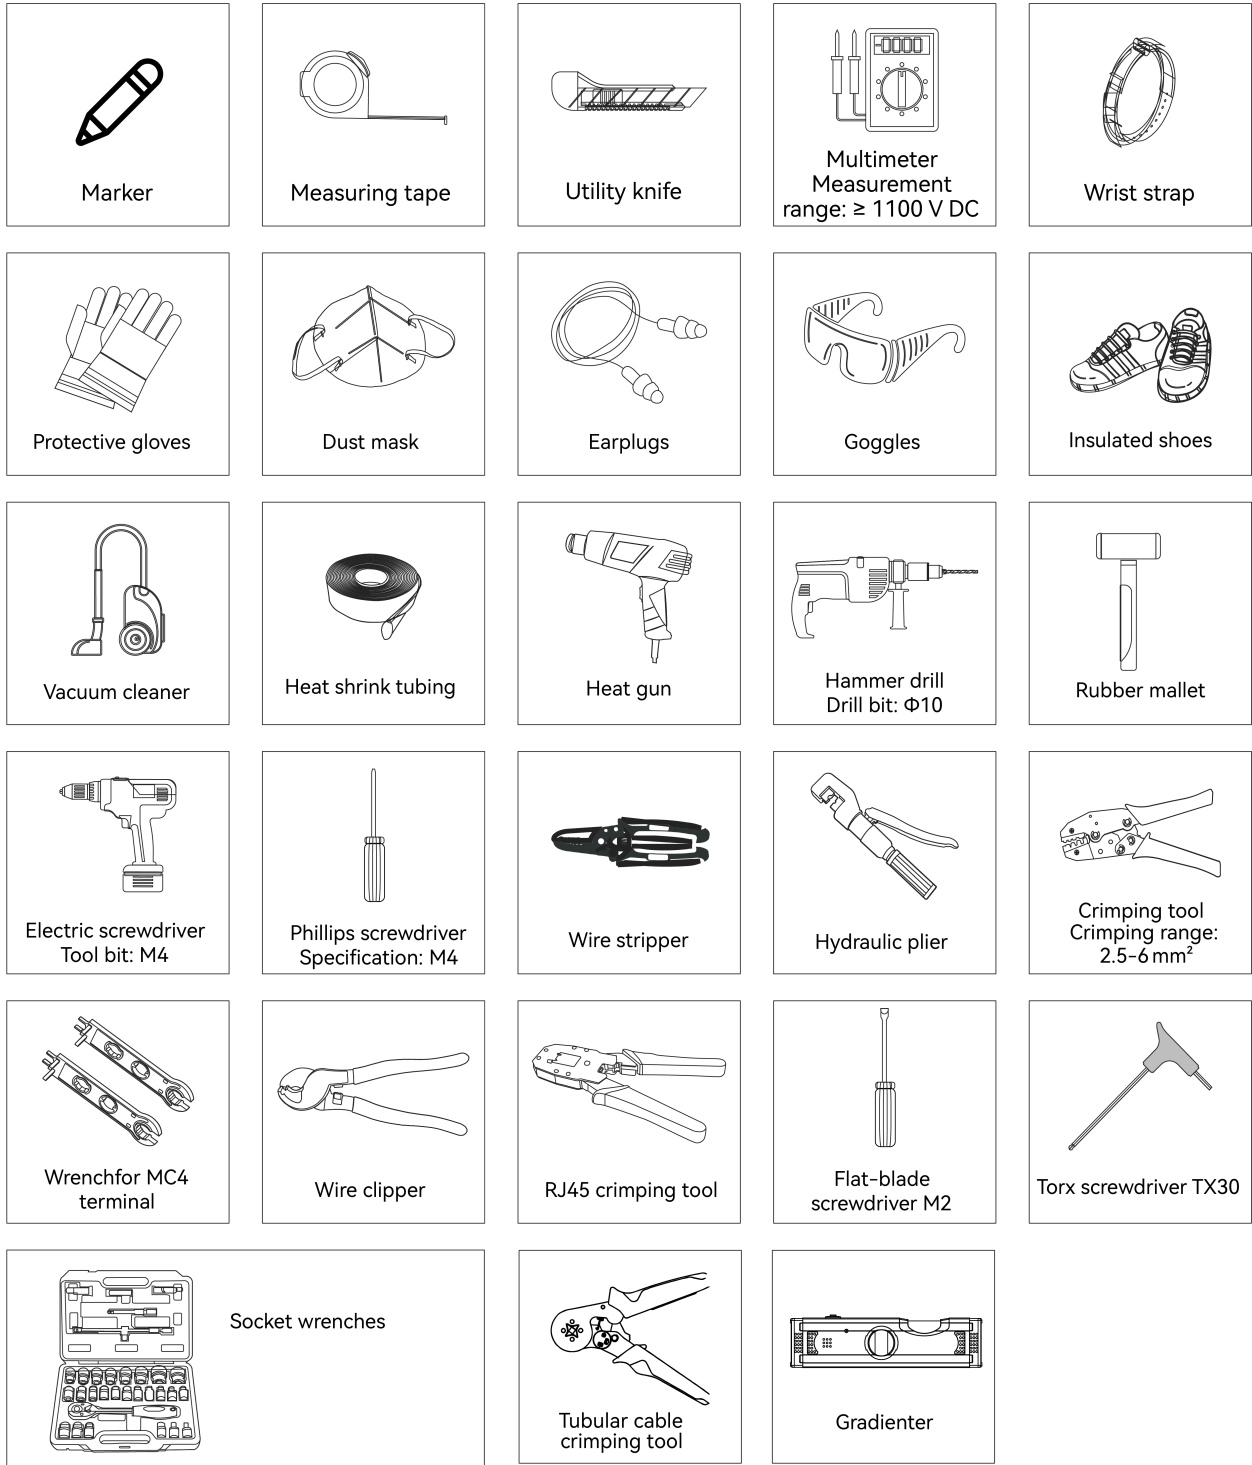 Marker
Measuring tape
Utility knife
Multimeter
Measurement
range: ≥ 1100 V DC
Wrist strap
Protective gloves
Dust mask
Earplugs
Goggles
Insulated shoes
Vacuum cleaner
Heat shrink tubing
Heat gun
Hammer drill
Drill bit: Φ10
Rubber mallet
Electric screwdriver
Tool bit: M4
Phillips screwdriver
Specification: M4
Wire stripper
Hydraulic plier
Crimping tool
Crimping range:
2.5-6 mm²
Wrenchfor MC4
terminal
Wire clipper
RJ45 crimping tool
Flat-blade
screwdriver M2
Torx screwdriver TX30
Socket wrenches
Tubular cable
crimping tool
Gradienter